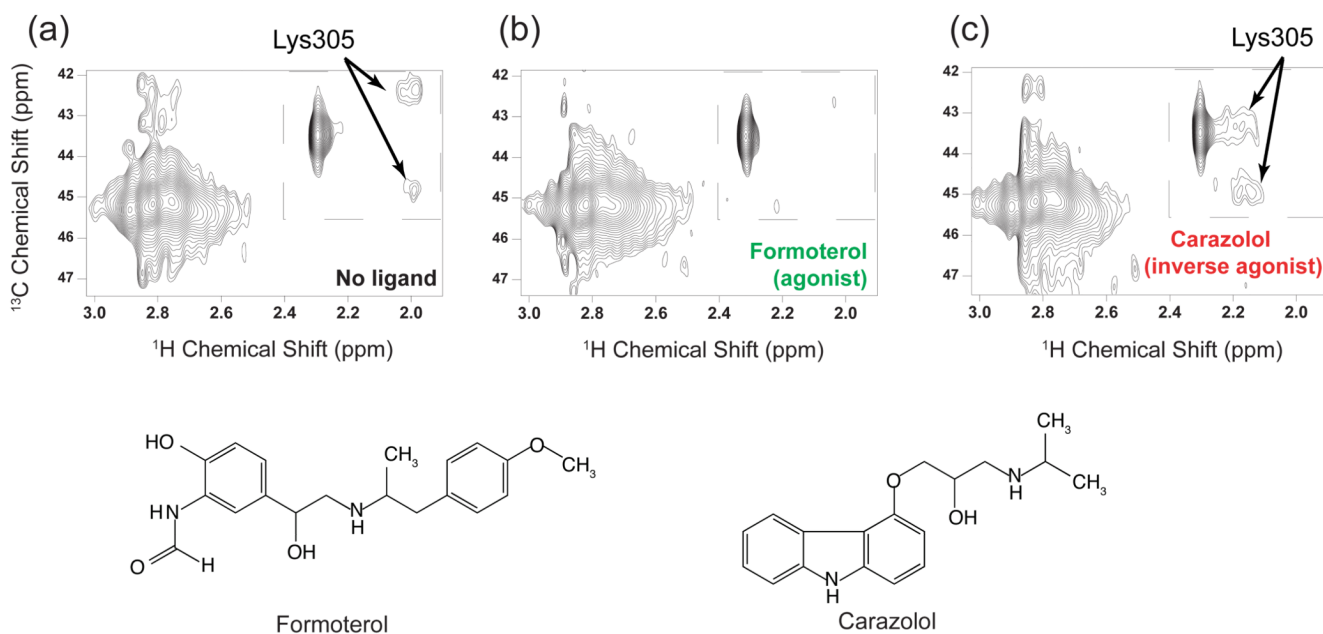 (a)
Lys305
42
43
44
45
46
47
¹³C Chemical Shift (ppm)
No ligand
3.0 2.8 2.6 2.4 2.2 2.0
¹H Chemical Shift (ppm)
(b)
42
43
44
45
46
47
Formoterol
(agonist)
3.0 2.8 2.6 2.4 2.2 2.0
¹H Chemical Shift (ppm)
(c)
Lys305
42
43
44
45
46
47
Carazolol
(inverse agonist)
3.0 2.8 2.6 2.4 2.2 2.0
¹H Chemical Shift (ppm)
HO
HN
O
H
OH
N
H
CH₃
O
CH₃
Formoterol
CH₃
N
H
CH₃
O
OH
N
H
Carazolol